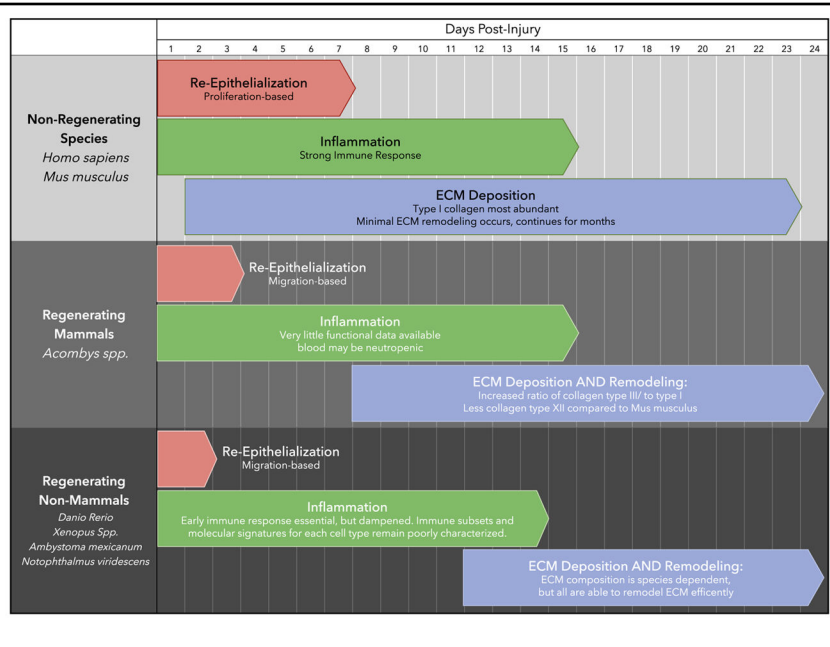 Days Post-Injury
1 2 3 4 5 6 7 8 9 10 11 12 13 14 15 16 17 18 19 20 21 22 23 24
Non-Regenerating
Species
Homo sapiens
Mus musculus
Re-Epithelialization
Proliferation-based
Inflammation
Strong Immune Response
ECM Deposition
Type I collagen most abundant
Minimal ECM remodeling occurs, continues for months
Regenerating
Mammals
Acombys spp.
Re-Epithelialization
Migration-based
Inflammation
Very little functional data available
blood may be neutropenic
ECM Deposition AND Remodeling:
Increased ratio of collagen type III/ to type I
Less collagen type XII compared to Mus musculus
Regenerating
Non-Mammals
Danio Rerio
Xenopus Spp.
Ambystoma mexicanum
Notophthalmus viridescens
Re-Epithelialization
Migration-based
Inflammation
Early immune response essential, but dampened. Immune subsets and
molecular signatures for each cell type remain poorly characterized.
ECM Deposition AND Remodeling:
ECM composition is species dependent,
but all are able to remodel ECM efficently